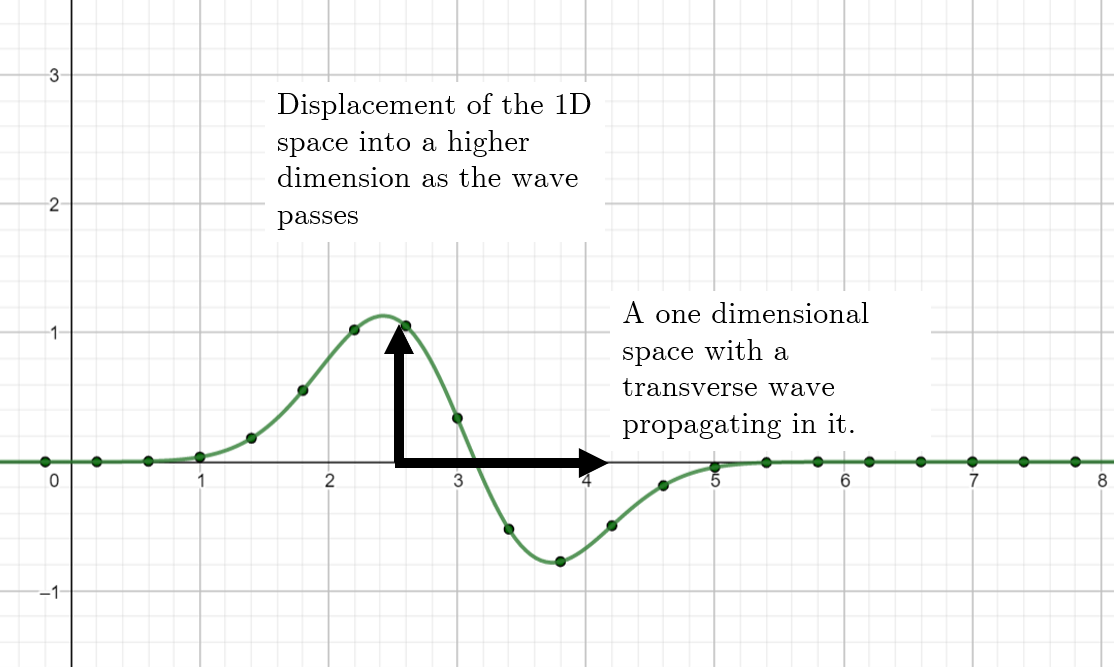 3
Displacement of the 1D
space into a higher
dimension as the wave
passes
2
A one dimensional
space with a
transverse wave
propagating in it.
1
0 1 2 3 4 5 6 7 8
–1